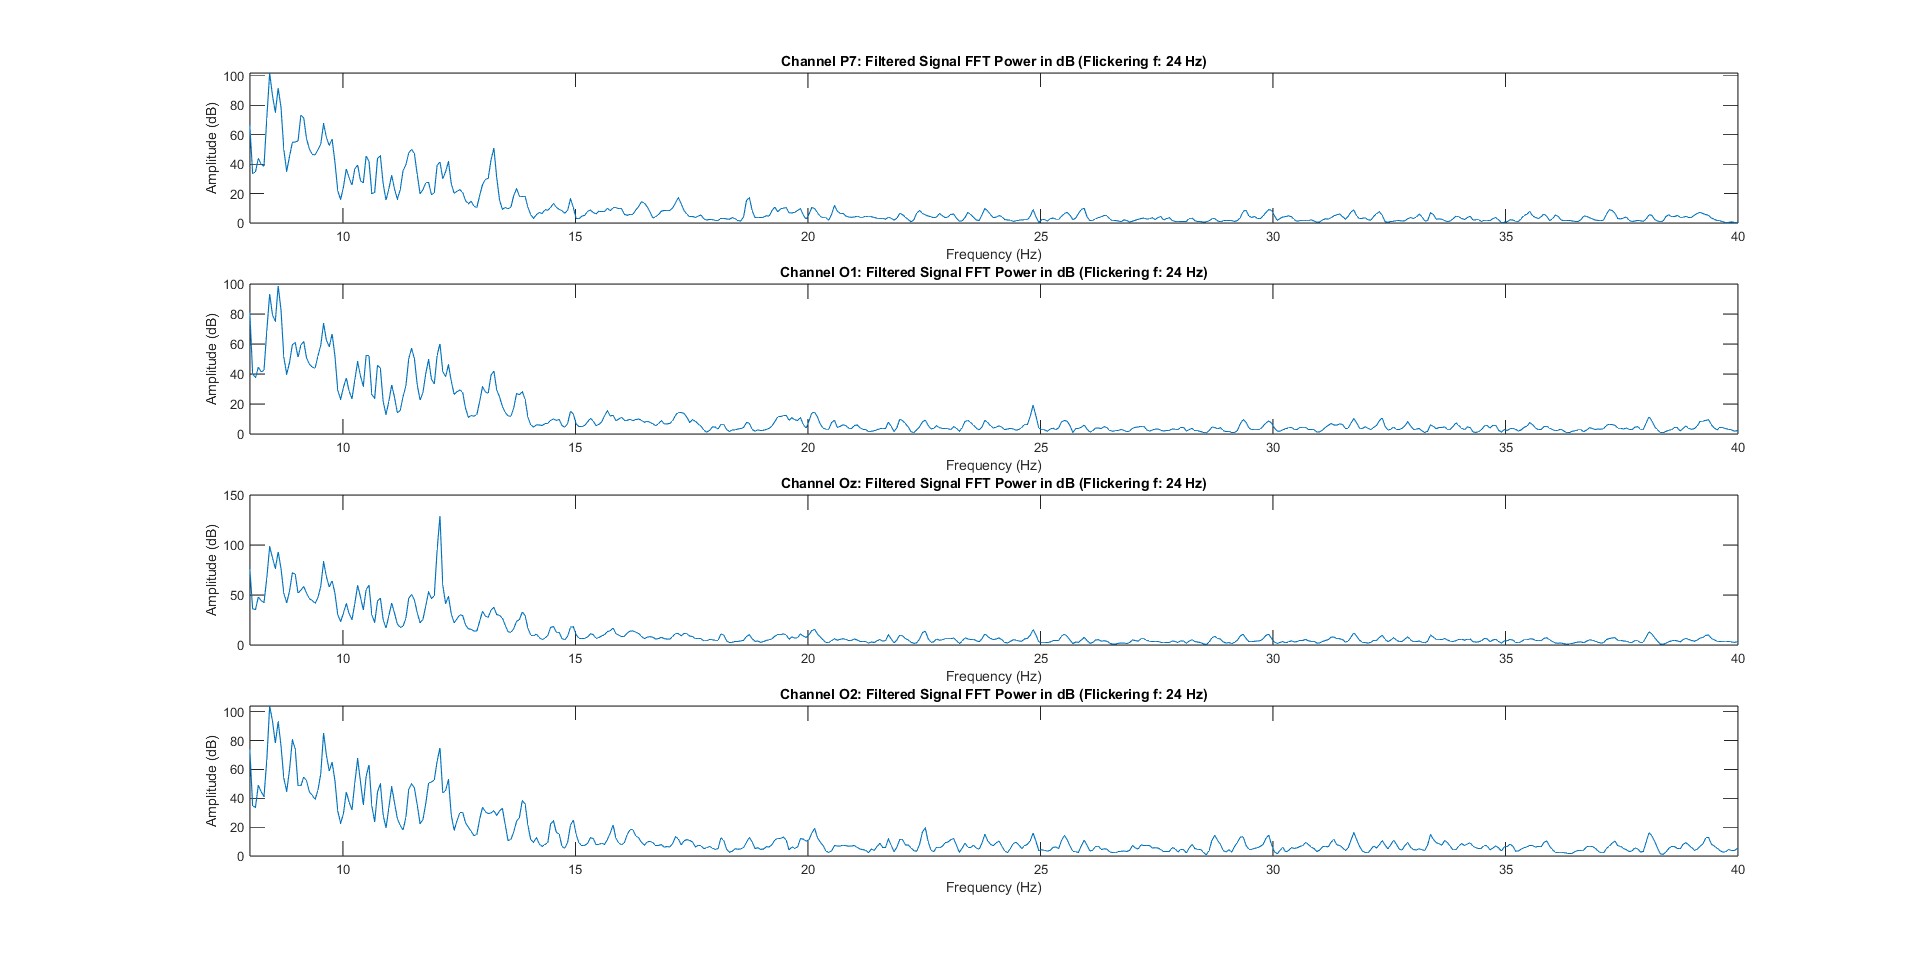 Channel P7: Filtered Signal FFT Power in dB (Flickering f: 24 Hz)
Amplitude (dB)
100
80
60
40
20
0
10 15 20 25 30 35 40
Frequency (Hz)
Channel O1: Filtered Signal FFT Power in dB (Flickering f: 24 Hz)
Amplitude (dB)
100
80
60
40
20
0
10 15 20 25 30 35 40
Frequency (Hz)
Channel Oz: Filtered Signal FFT Power in dB (Flickering f: 24 Hz)
Amplitude (dB)
150
100
50
0
10 15 20 25 30 35 40
Frequency (Hz)
Channel O2: Filtered Signal FFT Power in dB (Flickering f: 24 Hz)
Amplitude (dB)
100
80
60
40
20
0
10 15 20 25 30 35 40
Frequency (Hz)